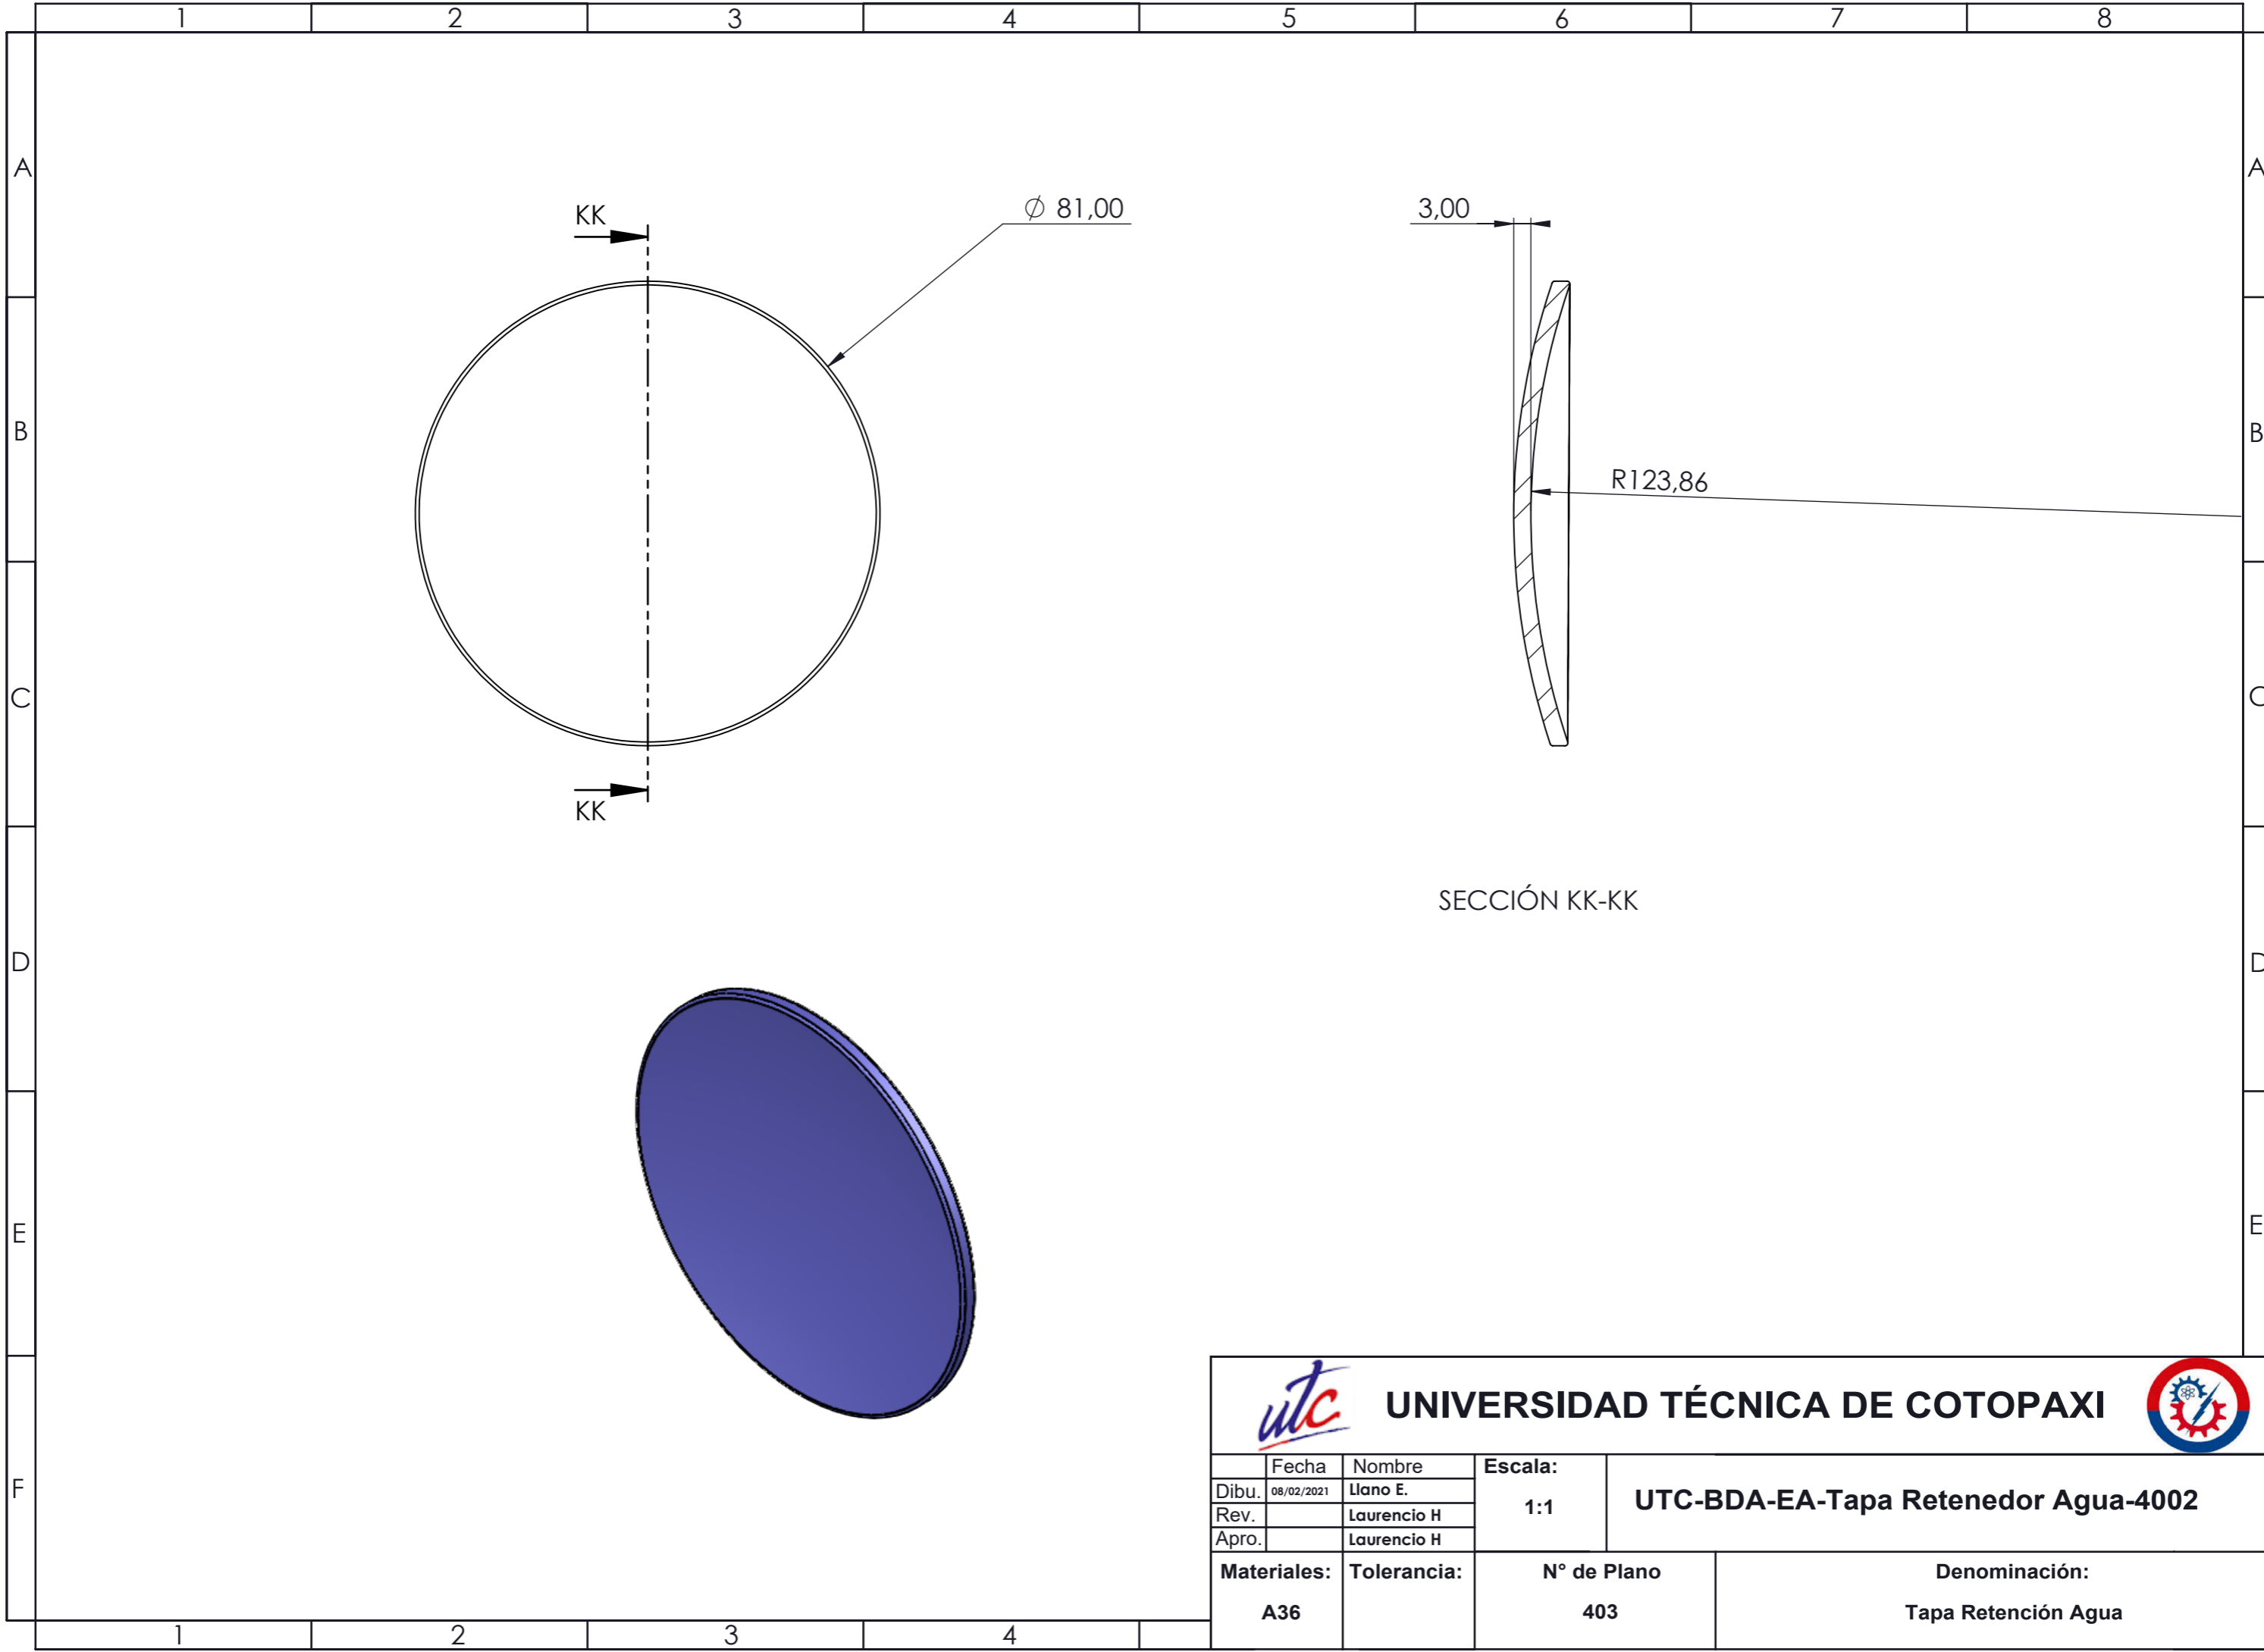 1 2 3 4 5 6 7 8
A A
KK
Ø 81,00
3,00
B B
R123,86
C C
KK
SECCIÓN KK-KK
D D
E E
F
utc
UNIVERSIDAD TÉCNICA DE COTOPAXI
Fecha Nombre
Dibu. 08/02/2021 Llano E.
Rev. Laurencio H
Apro. Laurencio H
Escala:
1:1
UTC-BDA-EA-Tapa Retenedor Agua-4002
Materiales:
A36
Tolerancia:
N° de Plano
403
Denominación:
Tapa Retención Agua
1 2 3 4